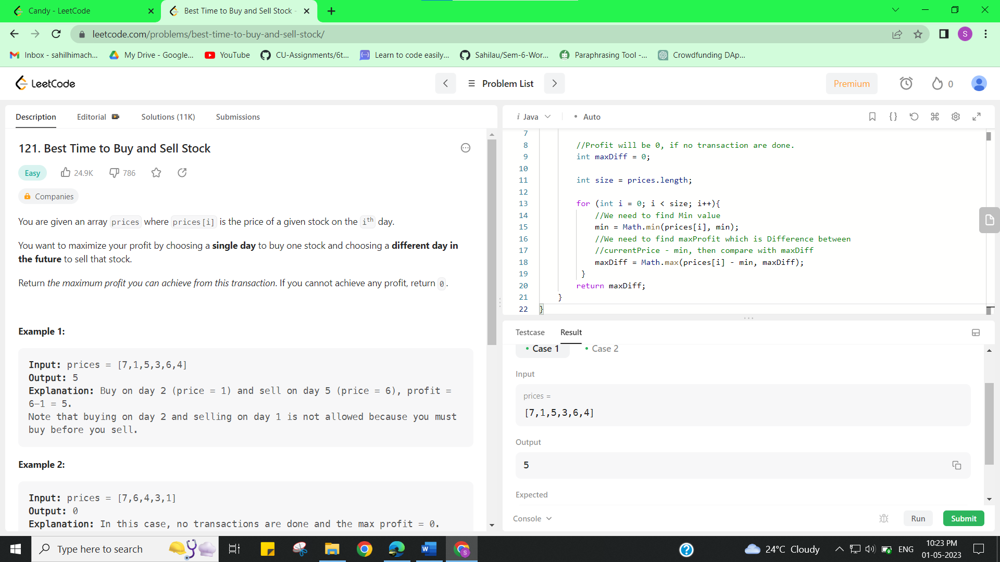 Candy - LeetCode
Best Time to Buy and Sell Stock -
leetcode.com/problems/best-time-to-buy-and-sell-stock/
S
Inbox - sahilhimach...
My Drive - Google...
YouTube
CU-Assignments/6t...
Learn to code easily...
Sahilau/Sem-6-Wor...
Paraphrasing Tool -...
Crowdfunding DAp...
LeetCode
Problem List
Premium
0
Description
Editorial
Solutions (11K)
Submissions
121. Best Time to Buy and Sell Stock
Easy
24.9K
786
Companies
You are given an array prices where prices[i] is the price of a given stock on the ith day.
You want to maximize your profit by choosing a single day to buy one stock and choosing a different day in
the future to sell that stock.
Return the maximum profit you can achieve from this transaction. If you cannot achieve any profit, return 0.
Example 1:
Input: prices = [7,1,5,3,6,4]
Output: 5
Explanation: Buy on day 2 (price = 1) and sell on day 5 (price = 6), profit =
6-1 = 5.
Note that buying on day 2 and selling on day 1 is not allowed because you must
buy before you sell.
Example 2:
Input: prices = [7,6,4,3,1]
Output: 0
Explanation: In this case, no transactions are done and the max profit = 0.
i Java
• Auto
7
8 //Profit will be 0, if no transaction are done.
9 int maxDiff = 0;
10
11 int size = prices.length;
12
13 for (int i = 0; i < size; i++){
14 //We need to find Min value
15 min = Math.min(prices[i], min);
16 //We need to find maxProfit which is Difference between
17 //currentPrice - min, then compare with maxDiff
18 maxDiff = Math.max(prices[i] - min, maxDiff);
19 }
20 return maxDiff;
21 }
22 }
Testcase
Result
• Case 1
• Case 2
Input
prices =
[7,1,5,3,6,4]
Output
5
Expected
Console
Run
Submit
Type here to search
24°C Cloudy
ENG
10:23 PM
01-05-2023